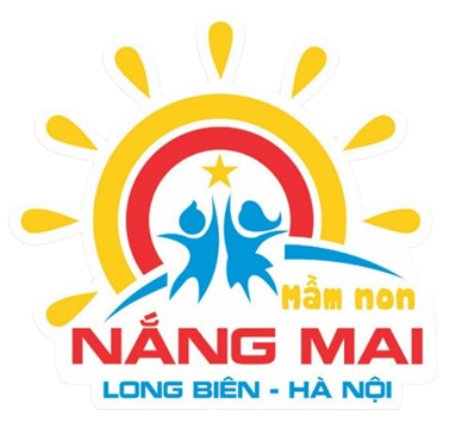 Mầm non
NẮNG MAI
LONG BIÊN - HÀ NỘI